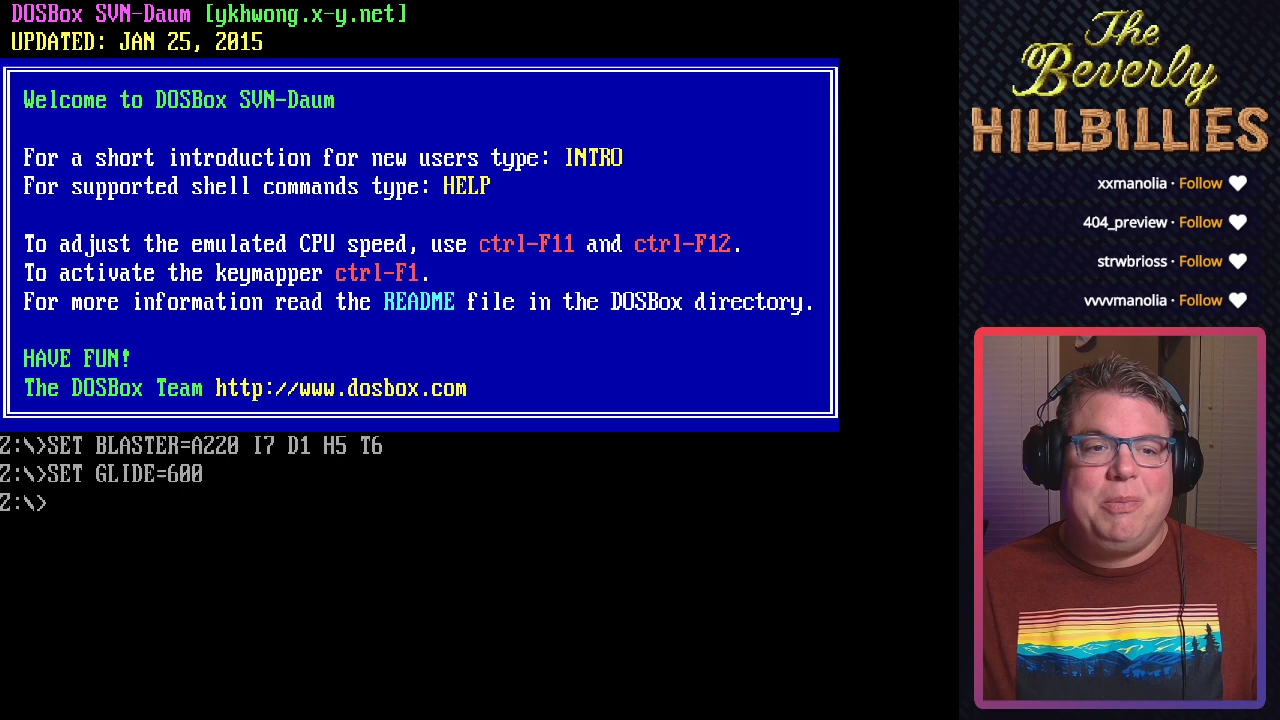 DOSBox SVN-Daum [ykhwong.x-y.net]
UPDATED: JAN 25, 2015
Welcome to DOSBox SVN-Daum
For a short introduction for new users type: INTRO
For supported shell commands type: HELP
To adjust the emulated CPU speed, use ctrl-F11 and ctrl-F12.
To activate the keymapper ctrl-F1.
For more information read the README file in the DOSBox directory.
HAVE FUN!
The DOSBox Team http://www.dosbox.com
Z:\>SET BLASTER=A220 I7 D1 H5 T6
Z:\>SET GLIDE=600
Z:\>
The
Beverly
HILLBILLIES
xxmanolia · Follow
404_preview · Follow
strwbrioss · Follow
vvvvmanolia · Follow